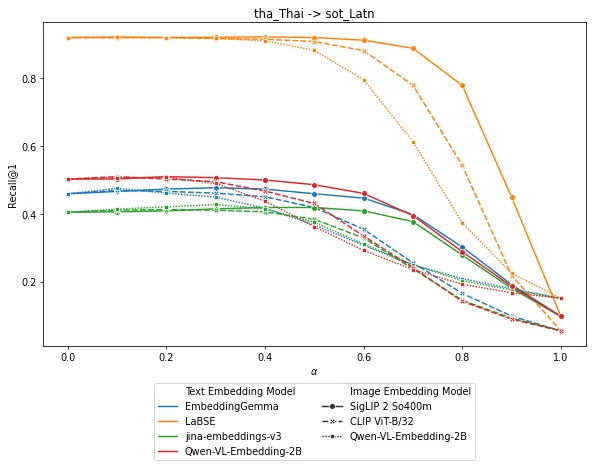 tha_Thai -> sot_Latn
Recall@1
0.8
0.6
0.4
0.2
0.0 0.2 0.4 0.6 0.8 1.0
α
Text Embedding Model Image Embedding Model
EmbeddingGemma SigLIP 2 So400m
LaBSE CLIP ViT-B/32
jina-embeddings-v3 Qwen-VL-Embedding-2B
Qwen-VL-Embedding-2B